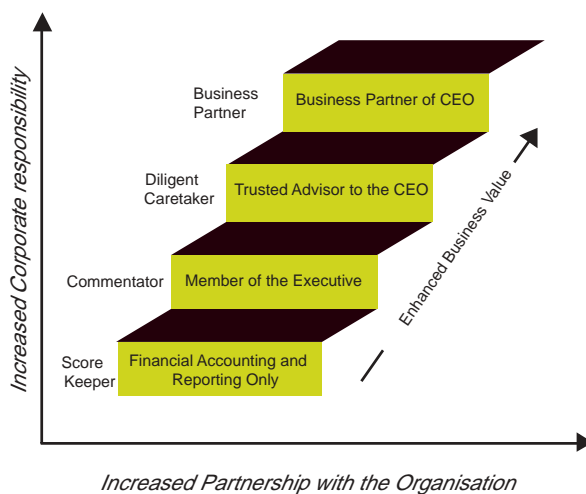 Increased Corporate responsibility
Business
Partner
Business Partner of CEO
Diligent
Caretaker
Trusted Advisor to the CEO
Commentator
Member of the Executive
Score
Keeper
Financial Accounting and
Reporting Only
Enhanced Business Value
Increased Partnership with the Organisation